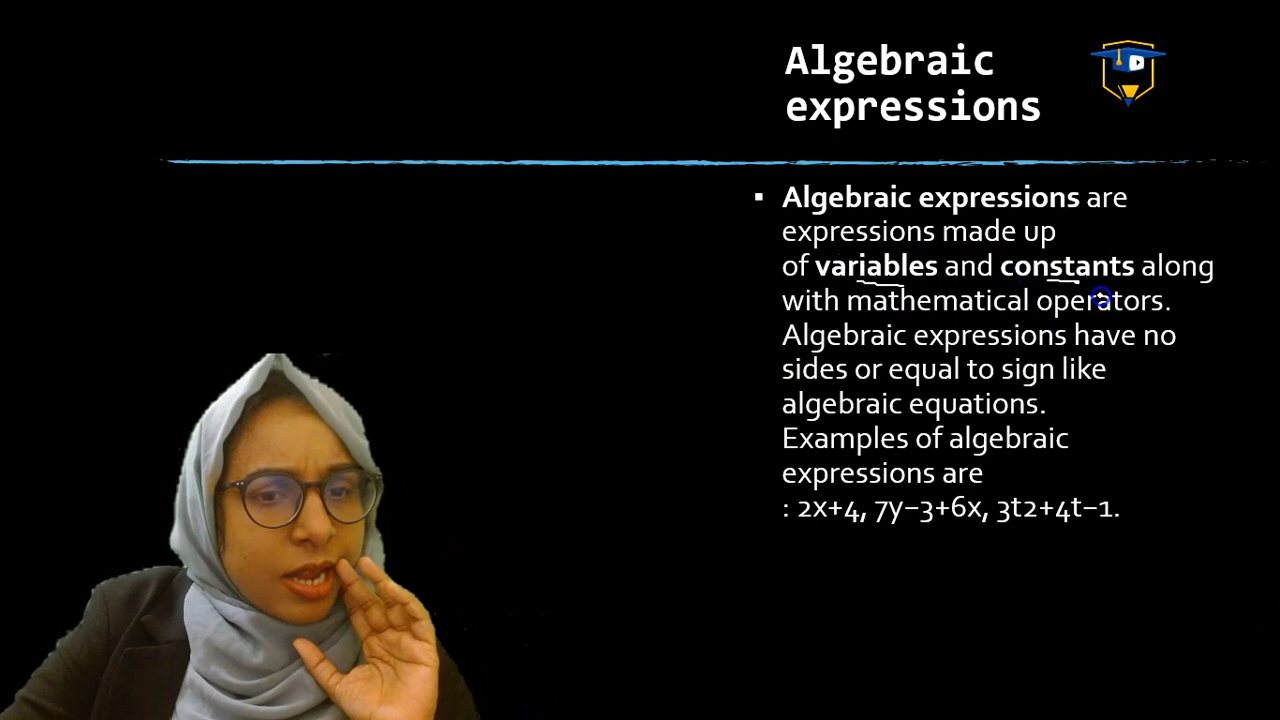 Algebraic
expressions
▪ Algebraic expressions are
expressions made up
of variables and constants along
with mathematical operators.
Algebraic expressions have no
sides or equal to sign like
algebraic equations.
Examples of algebraic
expressions are
: 2x+4, 7y−3+6x, 3t2+4t−1.